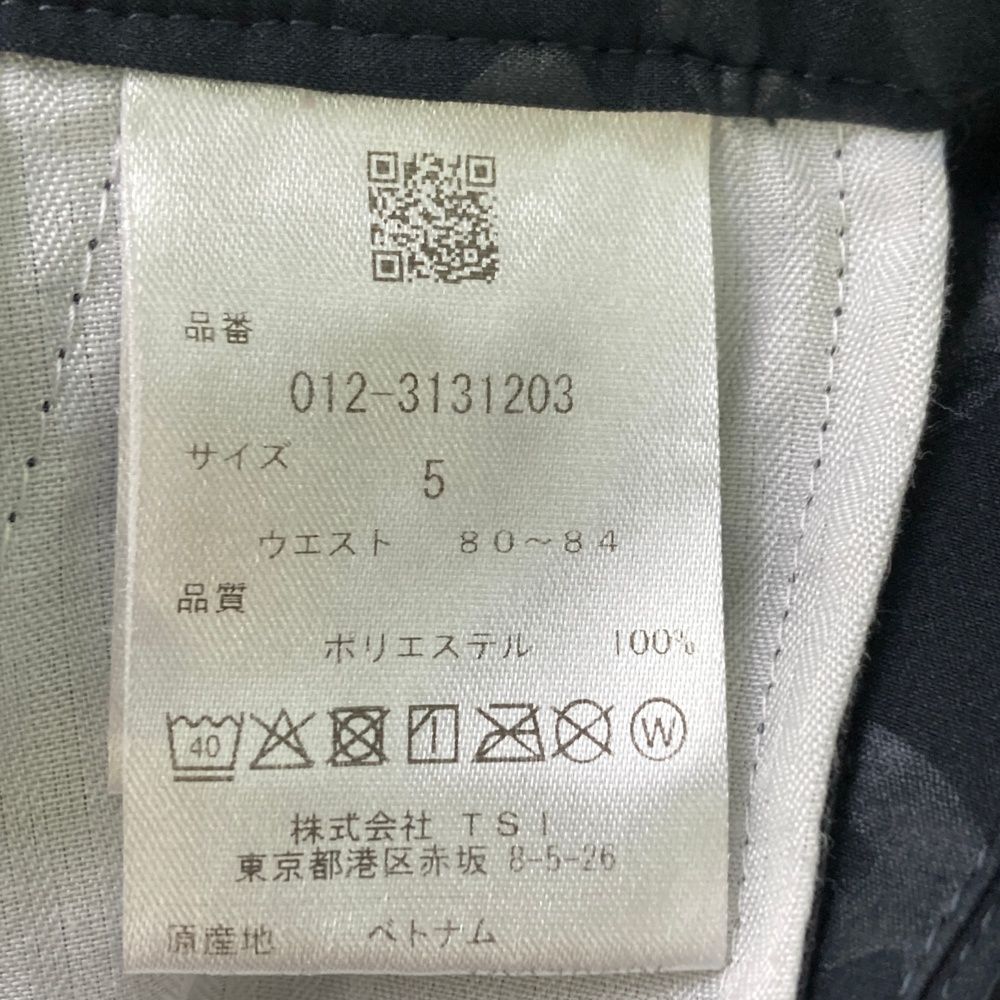 品番
012-3131203
サイズ
5
ウエスト 80～84
品質
ポリエステル 100%
40
W
株式会社 TSI
東京都港区赤坂 8-5-26
原産地 ベトナム